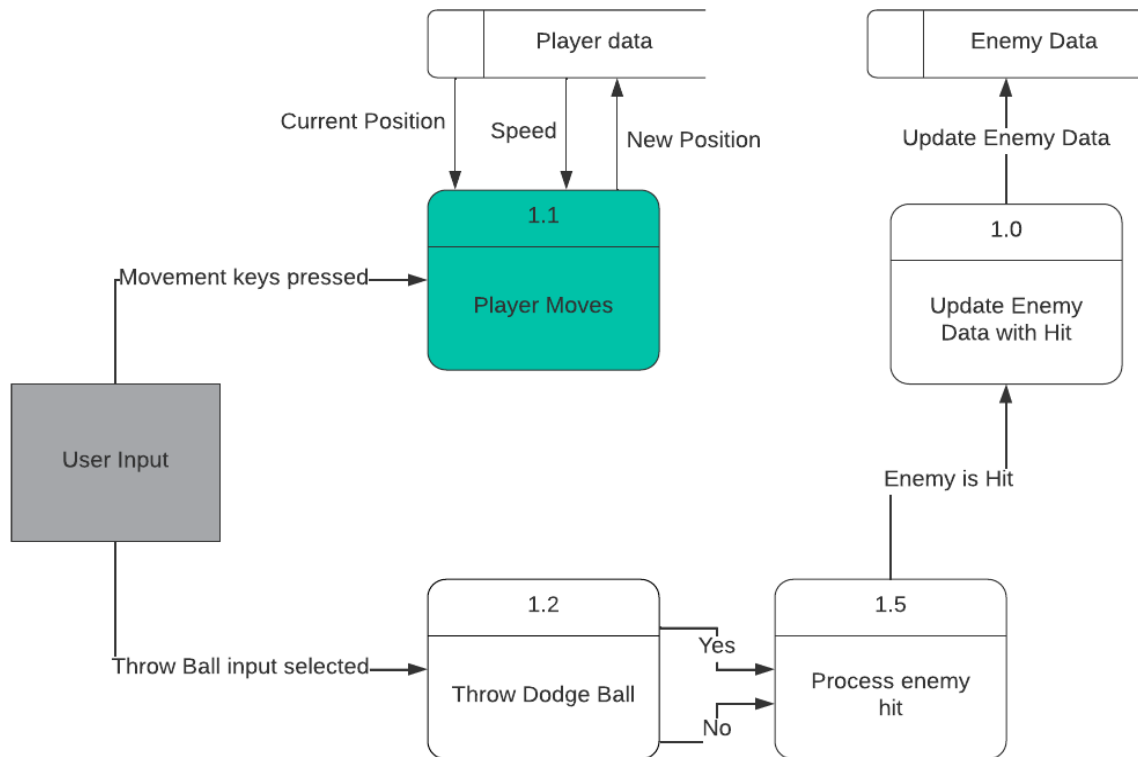 Player data
Enemy Data
Current Position
Speed
New Position
Update Enemy Data
1.1
Player Moves
1.0
Update Enemy
Data with Hit
Movement keys pressed
User Input
Enemy is Hit
1.2
Throw Dodge Ball
1.5
Process enemy
hit
Yes
No
Throw Ball input selected